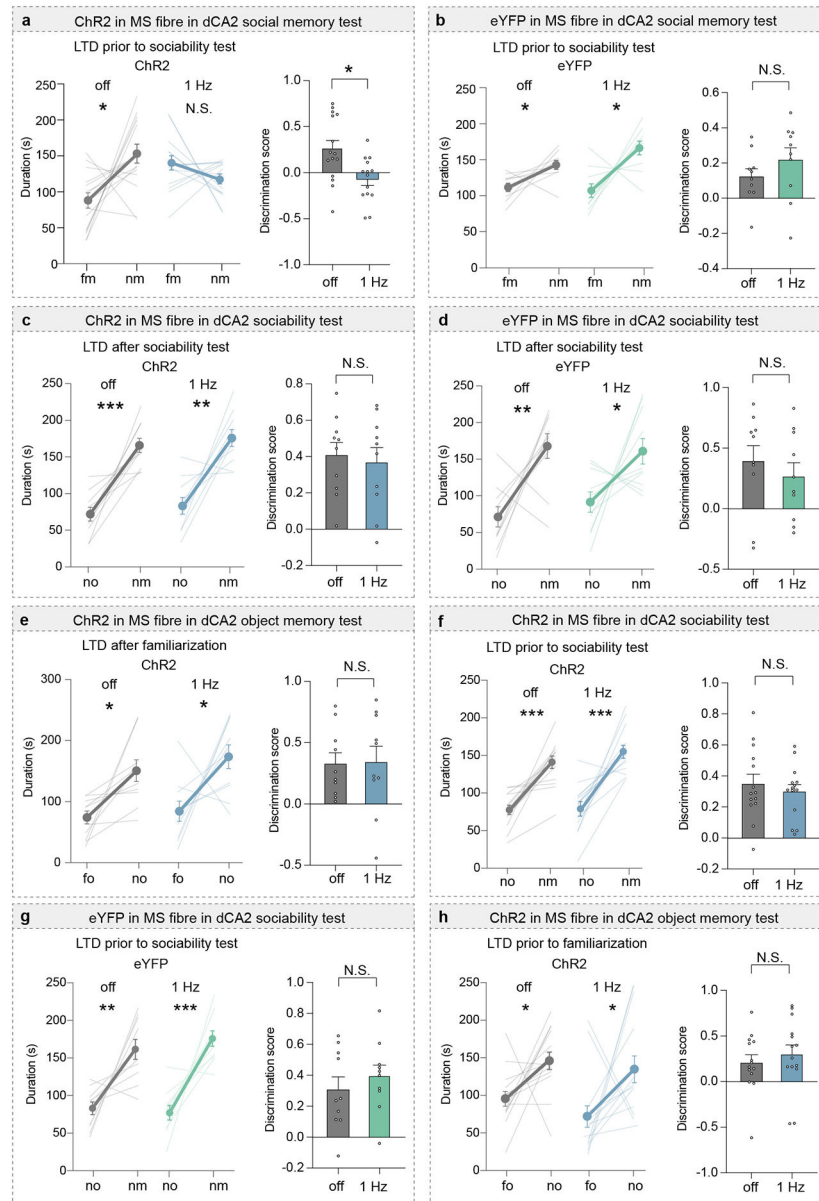 a ChR2 in MS fibre in dCA2 social memory test
LTD prior to sociability test
ChR2
off 1 Hz
* N.S.
Duration (s)
250
200
150
100
50
0
fm nm fm nm
*
Discrimination score
1.0
0.5
0.0
-0.5
-1.0
off 1 Hz
b eYFP in MS fibre in dCA2 social memory test
LTD prior to sociability test
eYFP
off 1 Hz
* *
Duration (s)
250
200
150
100
50
0
fm nm fm nm
N.S.
Discrimination score
0.6
0.4
0.2
0.0
-0.2
-0.4
off 1 Hz
c ChR2 in MS fibre in dCA2 sociability test
LTD after sociability test
ChR2
off 1 Hz
*** **
Duration (s)
250
200
150
100
50
0
no nm no nm
N.S.
Discrimination score
0.8
0.6
0.4
0.2
0.0
-0.2
off 1 Hz
d eYFP in MS fibre in dCA2 sociability test
LTD after sociability test
eYFP
off 1 Hz
** *
Duration (s)
250
200
150
100
50
0
no nm no nm
N.S.
Discrimination score
1.0
0.5
0.0
-0.5
off 1 Hz
e ChR2 in MS fibre in dCA2 object memory test
LTD after familiarization
ChR2
off 1 Hz
* *
Duration (s)
300
200
100
0
fo no fo no
N.S.
Discrimination score
1.0
0.5
0.0
-0.5
off 1 Hz
f ChR2 in MS fibre in dCA2 sociability test
LTD prior to sociability test
ChR2
off 1 Hz
*** ***
Duration (s)
250
200
150
100
50
0
no nm no nm
N.S.
Discrimination score
1.0
0.8
0.6
0.4
0.2
0.0
-0.2
off 1 Hz
g eYFP in MS fibre in dCA2 sociability test
LTD prior to sociability test
eYFP
off 1 Hz
** ***
Duration (s)
250
200
150
100
50
0
no nm no nm
N.S.
Discrimination score
1.0
0.8
0.6
0.4
0.2
0.0
-0.2
off 1 Hz
h ChR2 in MS fibre in dCA2 object memory test
LTD prior to familiarization
ChR2
off 1 Hz
* *
Duration (s)
250
200
150
100
50
0
fo no fo no
N.S.
Discrimination score
1.0
0.5
0.0
-0.5
-1.0
off 1 Hz